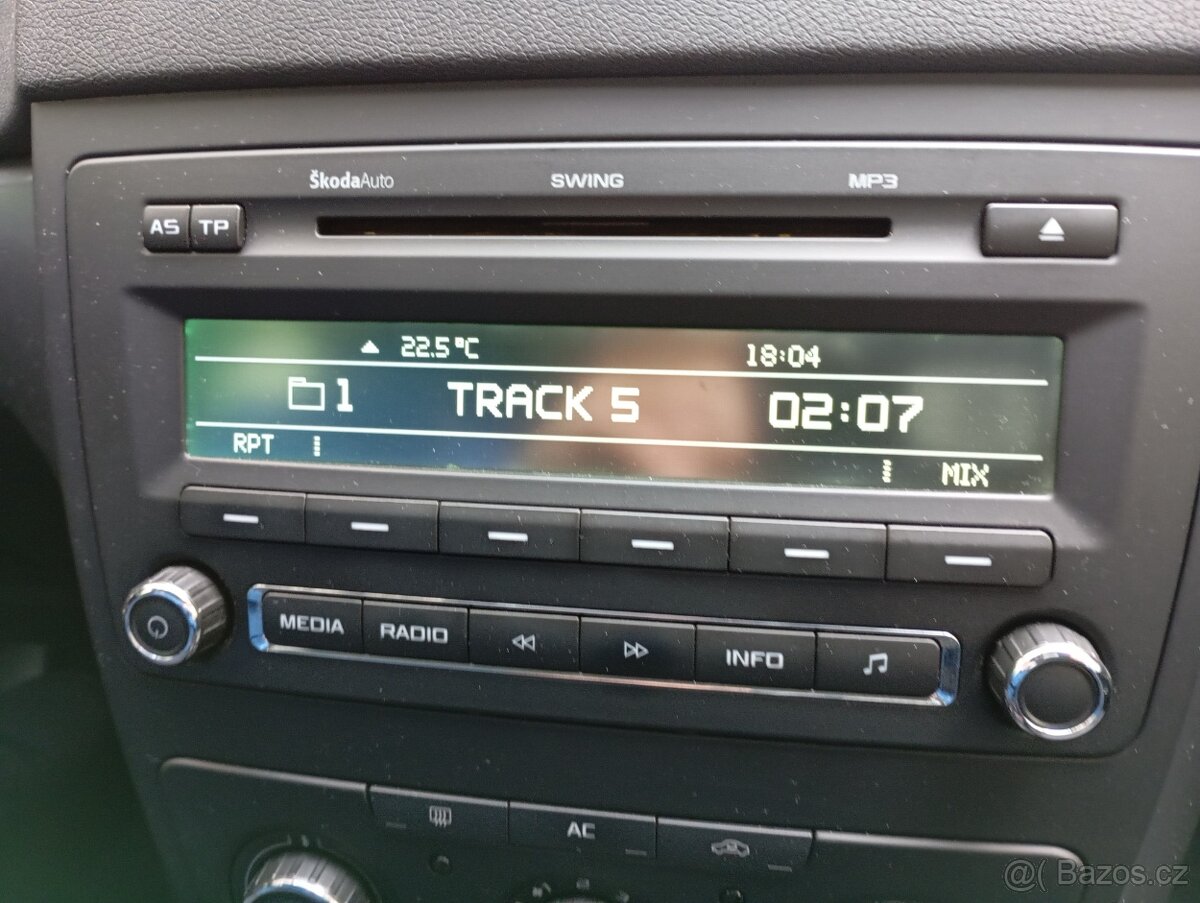 ŠkodaAuto SWING MP3
AS TP
22.5°C 18:04
1 TRACK 5 02:07
RPT MIX
MEDIA RADIO INFO
AC
@( Bazos.cz